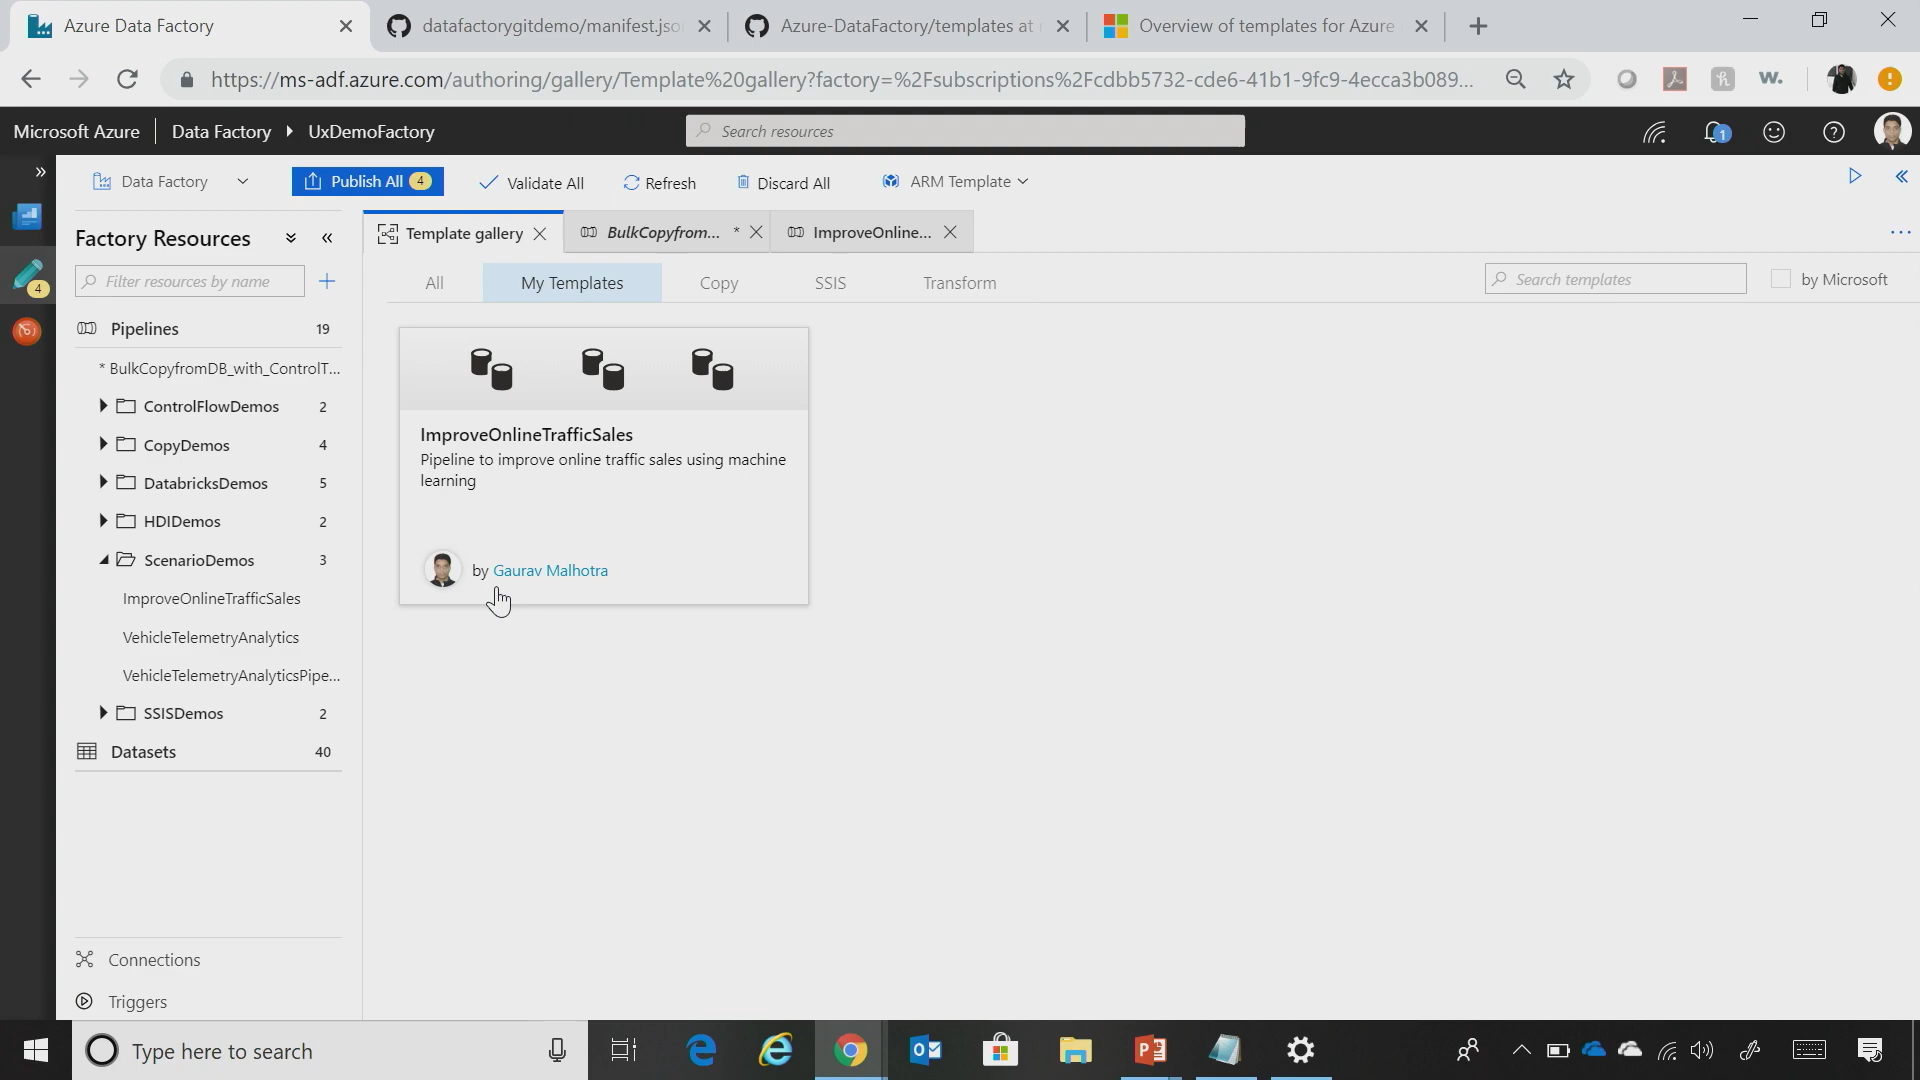 Azure Data Factory
datafactorygitdemo/manifest.jso
Azure-DataFactory/templates at
Overview of templates for Azure
https://ms-adf.azure.com/authoring/gallery/Template%20gallery?factory=%2Fsubscriptions%2Fcdbb5732-cde6-41b1-9fc9-4ecca3b089...
Microsoft Azure
Data Factory
UxDemoFactory
Search resources
1
Data Factory
Publish All 4
Validate All
Refresh
Discard All
ARM Template
Factory Resources
Template gallery
BulkCopyfrom... *
ImproveOnline...
4
Filter resources by name
All
My Templates
Copy
SSIS
Transform
Search templates
by Microsoft
Pipelines 19
* BulkCopyfromDB_with_ControlT...
ControlFlowDemos 2
CopyDemos 4
DatabricksDemos 5
HDIDemos 2
ScenarioDemos 3
ImproveOnlineTrafficSales
VehicleTelemetryAnalytics
VehicleTelemetryAnalyticsPipe...
SSISDemos 2
Datasets 40
Connections
Triggers
ImproveOnlineTrafficSales
Pipeline to improve online traffic sales using machine
learning
by Gaurav Malhotra
Type here to search